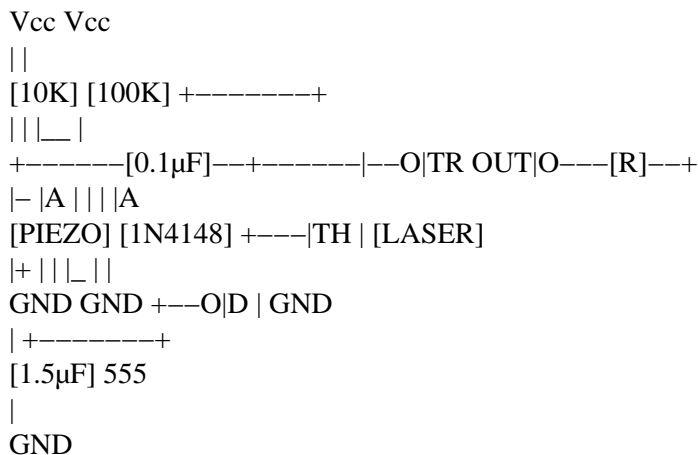 Vcc Vcc
| |
[10K] [100K] +−−−−−−−+
| | |__ |
+−−−−−−[0.1µF]−−+−−−−−−|−−O|TR OUT|O−−−[R]−−+
|− |A | | | | |A
[PIEZO] [1N4148] +−−−|TH | [LASER]
|+ | | |_ | |
GND GND +−−O|D | GND
| +−−−−−−−+
[1.5µF] 555
|
GND